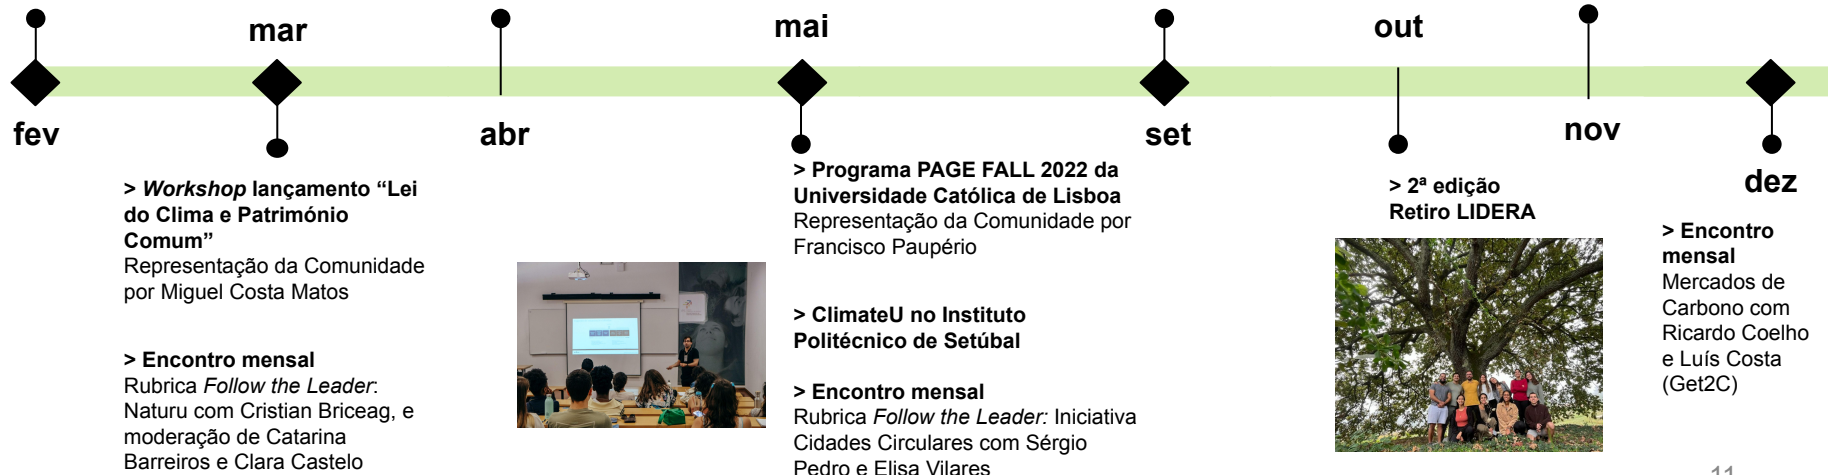 fev
mar
abr
mai
set
out
nov
dez
> Workshop lançamento “Lei
do Clima e Património
Comum”
Representação da Comunidade
por Miguel Costa Matos
> Encontro mensal
Rubrica Follow the Leader:
Naturu com Cristian Briceag, e
moderação de Catarina
Barreiros e Clara Castelo
> Programa PAGE FALL 2022 da
Universidade Católica de Lisboa
Representação da Comunidade por
Francisco Paupério
> ClimateU no Instituto
Politécnico de Setúbal
> Encontro mensal
Rubrica Follow the Leader: Iniciativa
Cidades Circulares com Sérgio
Pedro e Elisa Vilares
> 2ª edição
Retiro LIDERA
> Encontro
mensal
Mercados de
Carbono com
Ricardo Coelho
e Luís Costa
(Get2C)
11